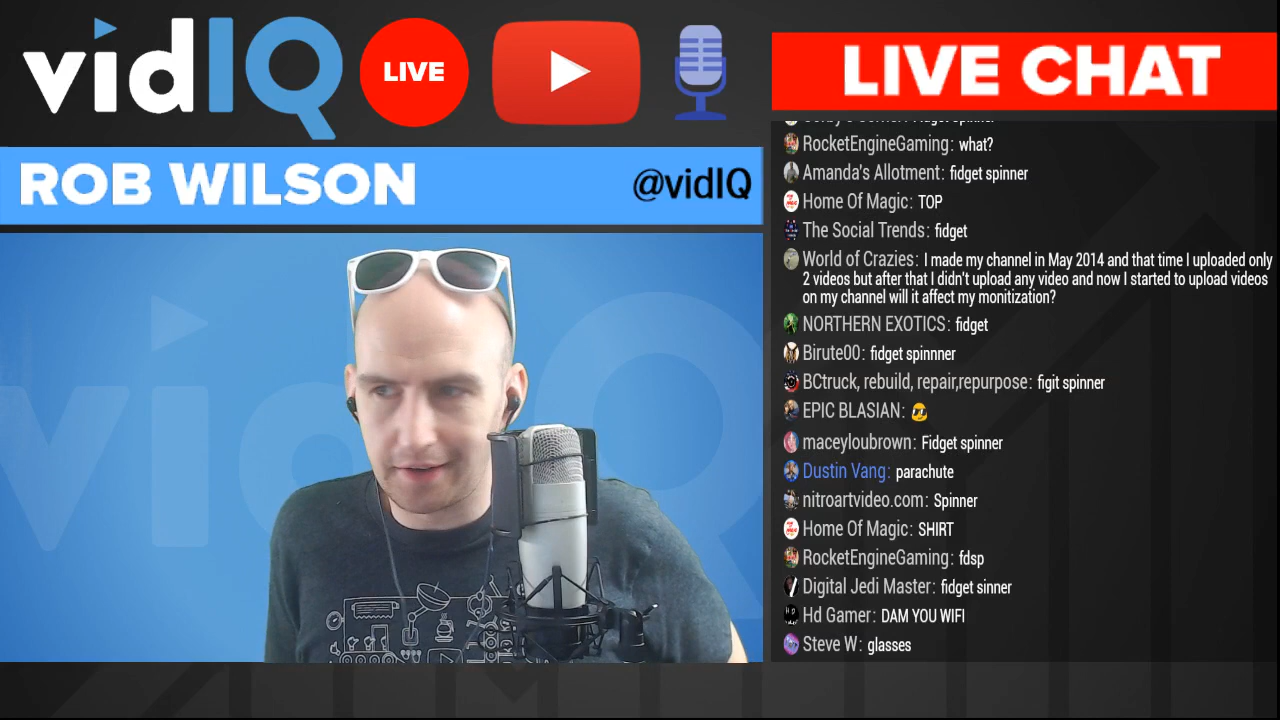 vidIQ
LIVE
LIVE CHAT
ROB WILSON
@vidIQ
RocketEngineGaming: what?
Amanda's Allotment: fidget spinner
Home Of Magic: TOP
The Social Trends: fidget
World of Crazies: I made my channel in May 2014 and that time I uploaded only
2 videos but after that I didn't upload any video and now I started to upload videos
on my channel will it affect my monitization?
NORTHERN EXOTICS: fidget
Birute00: fidget spinnner
BCtruck, rebuild, repair,repurpose: figit spinner
EPIC BLASIAN:
maceyloubrown: Fidget spinner
Dustin Vang: parachute
nitroartvideo.com: Spinner
Home Of Magic: SHIRT
RocketEngineGaming: fdsp
Digital Jedi Master: fidget sinner
Hd Gamer: DAM YOU WIFI
Steve W: glasses